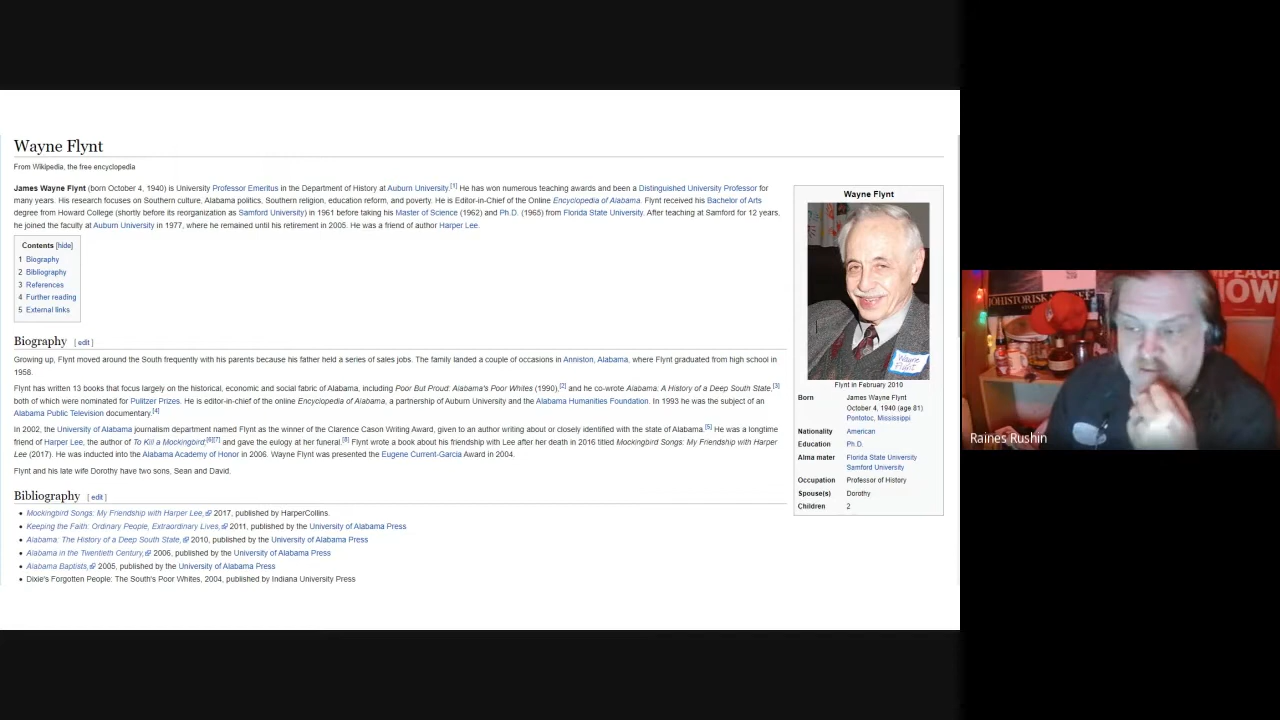 Wayne Flynt
From Wikipedia, the free encyclopedia
James Wayne Flynt (born October 4, 1940) is University Professor Emeritus in the Department of History at Auburn University.[1] He has won numerous teaching awards and been a Distinguished University Professor for
many years. His research focuses on Southern culture, Alabama politics, Southern religion, education reform, and poverty. He is Editor-in-Chief of the Online Encyclopedia of Alabama. Flynt received his Bachelor of Arts
degree from Howard College (shortly before its reorganization as Samford University) in 1961 before taking his Master of Science (1962) and Ph.D. (1965) from Florida State University. After teaching at Samford for 12 years,
he joined the faculty at Auburn University in 1977, where he remained until his retirement in 2005. He was a friend of author Harper Lee.
Contents [hide]
1 Biography
2 Bibliography
3 References
4 Further reading
5 External links
Biography [ edit ]
Growing up, Flynt moved around the South frequently with his parents because his father held a series of sales jobs. The family landed a couple of occasions in Anniston, Alabama, where Flynt graduated from high school in
1958.
Flynt has written 13 books that focus largely on the historical, economic and social fabric of Alabama, including Poor But Proud: Alabama's Poor Whites (1990),[2] and he co-wrote Alabama: A History of a Deep South State,[3]
both of which were nominated for Pulitzer Prizes. He is editor-in-chief of the online Encyclopedia of Alabama, a partnership of Auburn University and the Alabama Humanities Foundation. In 1993 he was the subject of an
Alabama Public Television documentary.[4]
In 2002, the University of Alabama journalism department named Flynt as the winner of the Clarence Cason Writing Award, given to an author writing about or closely identified with the state of Alabama.[5] He was a longtime
friend of Harper Lee, the author of To Kill a Mockingbird;[6][7] and gave the eulogy at her funeral.[8] Flynt wrote a book about his friendship with Lee after her death in 2016 titled Mockingbird Songs: My Friendship with Harper
Lee (2017). He was inducted into the Alabama Academy of Honor in 2006. Wayne Flynt was presented the Eugene Current-Garcia Award in 2004.
Flynt and his late wife Dorothy have two sons, Sean and David.
Bibliography [ edit ]
• Mockingbird Songs: My Friendship with Harper Lee, 2017, published by HarperCollins.
• Keeping the Faith: Ordinary People, Extraordinary Lives, 2011, published by the University of Alabama Press
• Alabama: The History of a Deep South State, 2010, published by the University of Alabama Press
• Alabama in the Twentieth Century, 2006, published by the University of Alabama Press
• Alabama Baptists, 2005, published by the University of Alabama Press
• Dixie's Forgotten People: The South's Poor Whites, 2004, published by Indiana University Press
Wayne Flynt
Wayne Flynt
Flynt in February 2010
Born James Wayne Flynt
October 4, 1940 (age 81)
Pontotoc, Mississippi
Nationality American
Education Ph.D.
Alma mater Florida State University
Samford University
Occupation Professor of History
Spouse(s) Dorothy
Children 2
IMPEACH
NOW
Raines Rushin